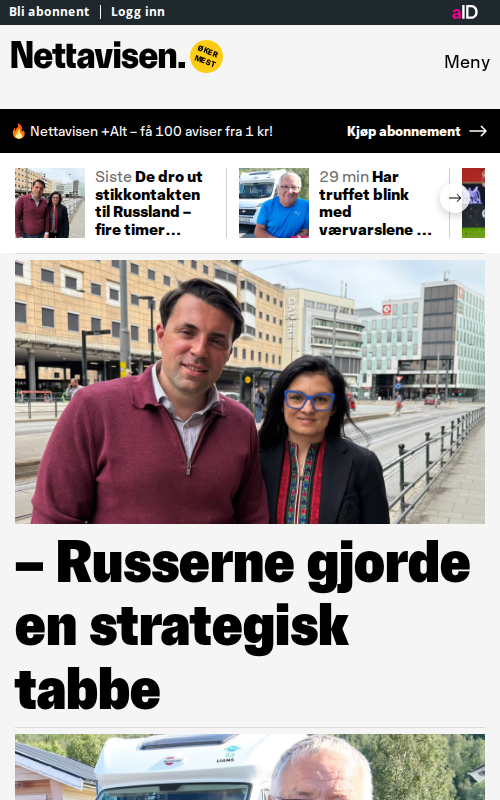 Bli abonnent
Logg inn
aID
Nettavisen.
ØKER
MEST
Meny
🔥 Nettavisen +Alt – få 100 aviser fra 1 kr!
Kjøp abonnement
Siste De dro ut
stikkontakten
til Russland –
fire timer...
29 min Har
truffet blink
med
værvarslene ...
– Russerne gjorde
en strategisk
tabbe